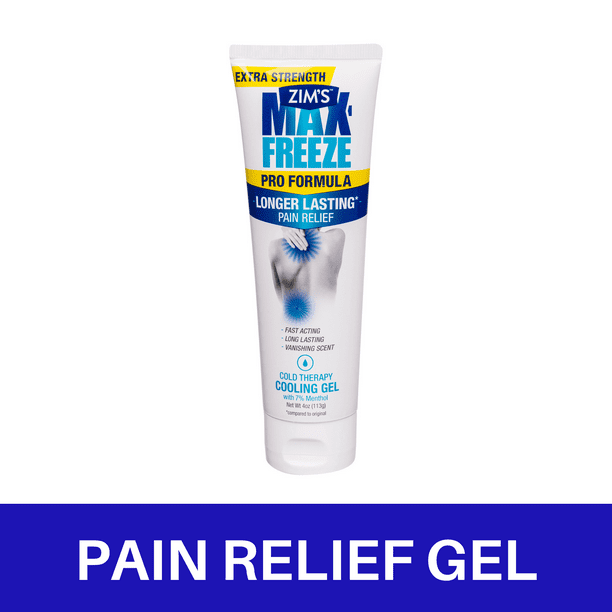 EXTRA STRENGTH
ZIM'S™
MAX
FREEZE
PRO FORMULA
LONGER LASTING*
PAIN RELIEF
- FAST ACTING
- LONG LASTING
- VANISHING SCENT
COLD THERAPY
COOLING GEL
with 7% Menthol
Net Wt 4oz (113g)
*compared to original
PAIN RELIEF GEL